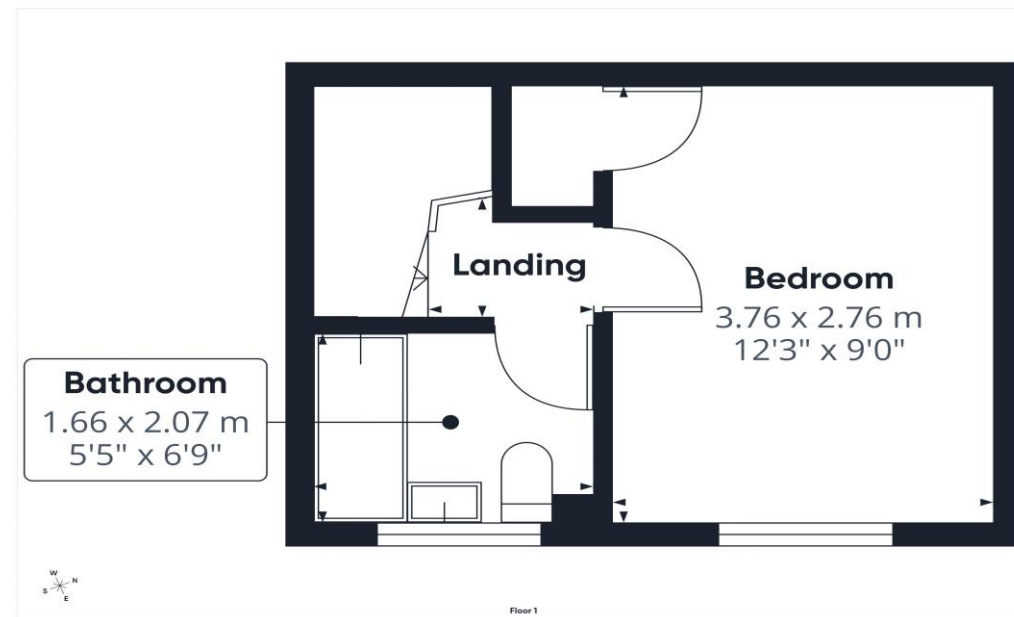 Landing
Bedroom
3.76 x 2.76 m
12'3" x 9'0"
Bathroom
1.66 x 2.07 m
5'5" x 6'9"
W
N
S
E
Floor 1